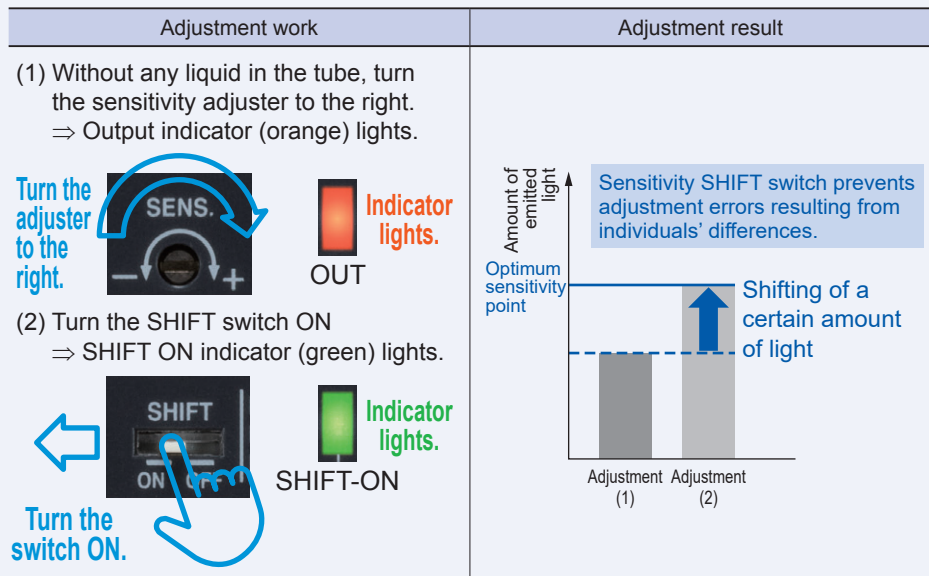 Adjustment work
Adjustment result
(1) Without any liquid in the tube, turn
the sensitivity adjuster to the right.
⇒ Output indicator (orange) lights.
Turn the
adjuster
to the
right.
SENS.
− +
Indicator
lights.
OUT
(2) Turn the SHIFT switch ON
⇒ SHIFT ON indicator (green) lights.
SHIFT
ON OFF
Indicator
lights.
SHIFT-ON
Turn the
switch ON.
Amount of
emitted
light
Sensitivity SHIFT switch prevents
adjustment errors resulting from
individuals’ differences.
Optimum
sensitivity
point
Shifting of a
certain amount
of light
Adjustment
(1)
Adjustment
(2)